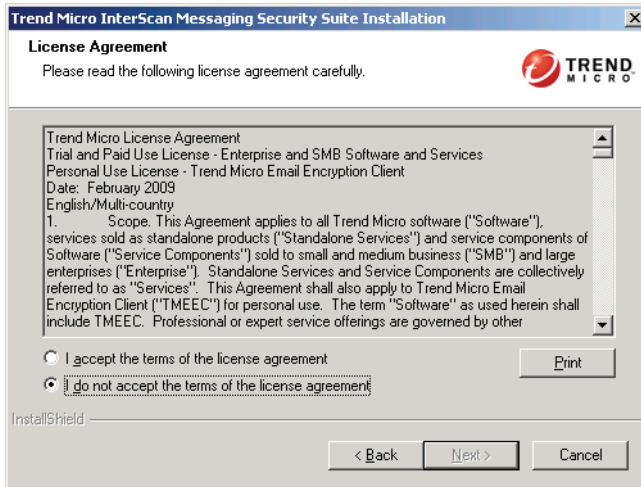 Trend Micro InterScan Messaging Security Suite Installation
License Agreement
Please read the following license agreement carefully.
TREND
MICRO™
Trend Micro License Agreement
Trial and Paid Use License - Enterprise and SMB Software and Services
Personal Use License - Trend Micro Email Encryption Client
Date: February 2009
English/Multi-country
1. Scope. This Agreement applies to all Trend Micro software ("Software"),
services sold as standalone products ("Standalone Services") and service components of
Software ("Service Components") sold to small and medium business ("SMB") and large
enterprises ("Enterprise"). Standalone Services and Service Components are collectively
referred to as "Services". This Agreement shall also apply to Trend Micro Email
Encryption Client ("TMEEC") for personal use. The term "Software" as used herein shall
include TMEEC. Professional or expert service offerings are governed by other
I accept the terms of the license agreement
Print
I do not accept the terms of the license agreement
InstallShield
< Back
Next >
Cancel